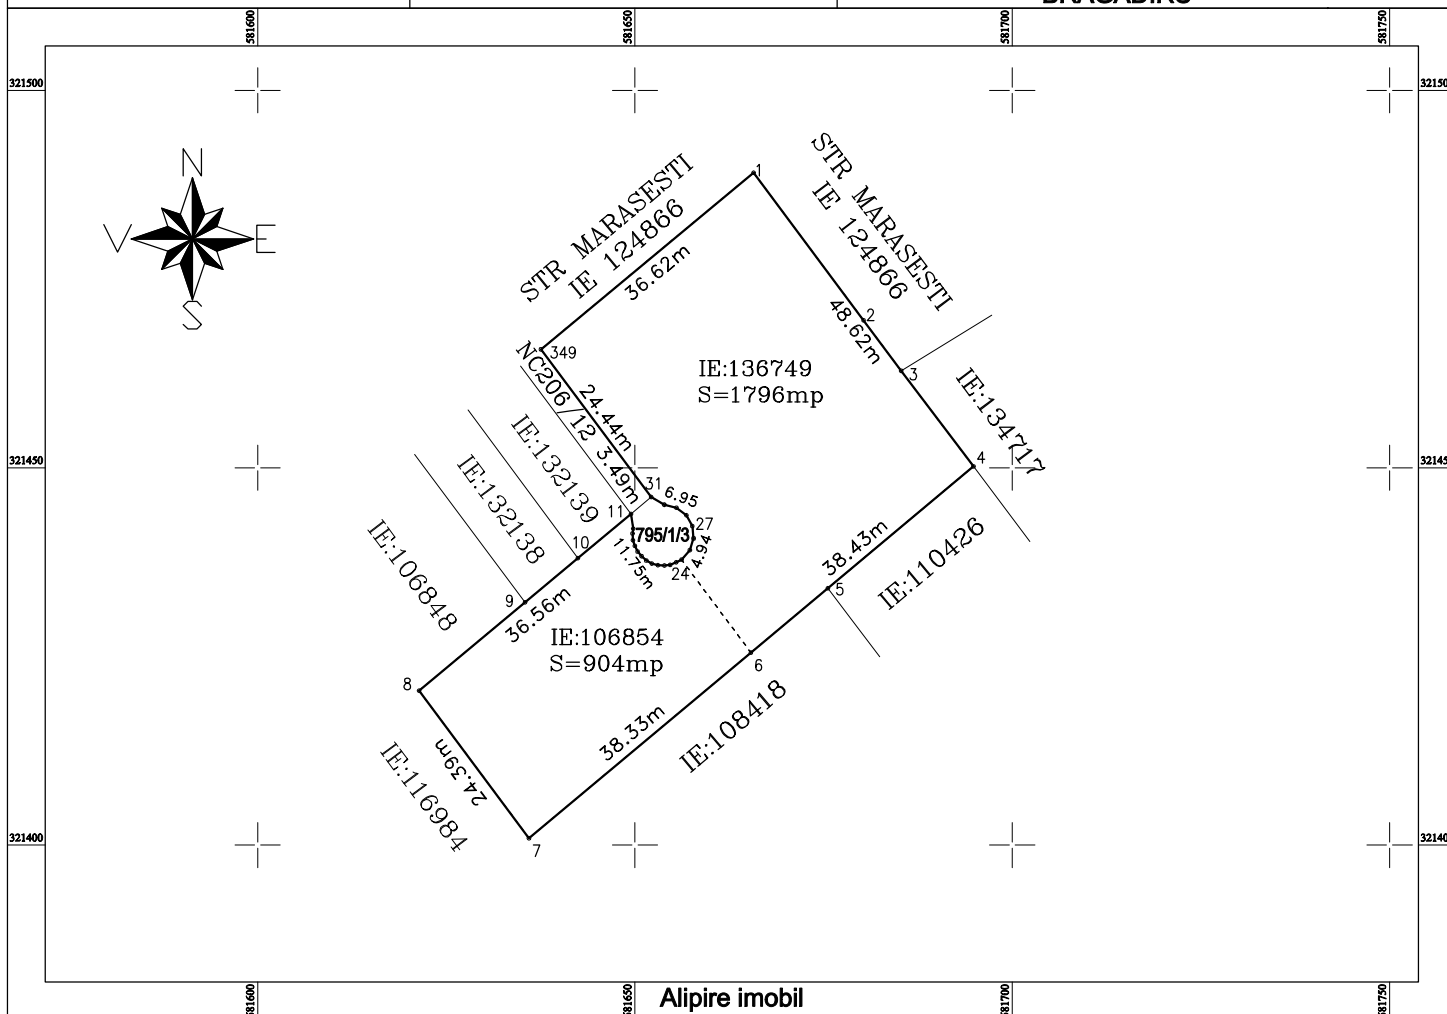 581600
581650
581700
581750
321500
N
V
E
S
STR MARASESTI
IE 124866
36.62m
1
STR MARASESTI
IE 124866
48.62m
2
3
349
NC206/12
24.44m
3.49m
IE:136749
S=1796mp
IE:134717
4
321450
IE:132139
IE:132138
IE:106848
31
6.95
27
11
795/1/3
4.94
24
11.75m
10
9
36.56m
38.43m
IE:110426
5
IE:106854
S=904mp
6
8
IE:108418
38.33m
24.39m
IE:116984
7
321400
581600
581650
581700
581750
Alipire imobil